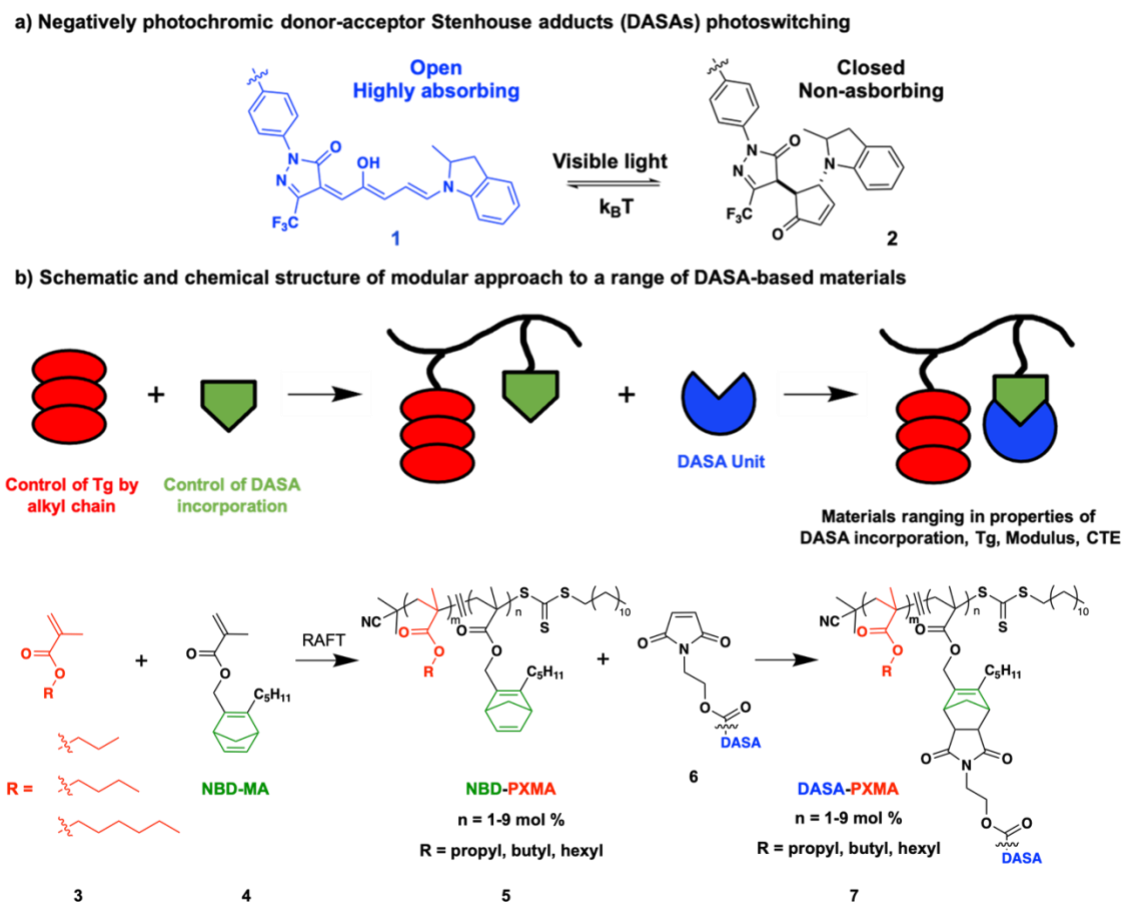 a) Negatively photochromic donor-acceptor Stenhouse adducts (DASAs) photoswitching
Open
Highly absorbing
Closed
Non-asborbing
N
N
O
OH
N
F₃C
1
Visible light
kBT
N
N
O
N
F₃C
O
2
b) Schematic and chemical structure of modular approach to a range of DASA-based materials
+
+
DASA Unit
Control of Tg by
alkyl chain
Control of DASA
incorporation
Materials ranging in properties of
DASA incorporation, Tg, Modulus, CTE
O
O
R
+
O
O
C₅H₁₁
RAFT
NC
m
n
S
S
S
10
O
O
R
O
O
C₅H₁₁
+
O
N
O
O
O
DASA
NC
m
n
S
S
S
10
O
O
R
O
O
C₅H₁₁
O
N
O
O
O
DASA
R =
NBD-MA
NBD-PXMA
n = 1-9 mol %
R = propyl, butyl, hexyl
6
DASA-PXMA
n = 1-9 mol %
R = propyl, butyl, hexyl
3
4
5
7